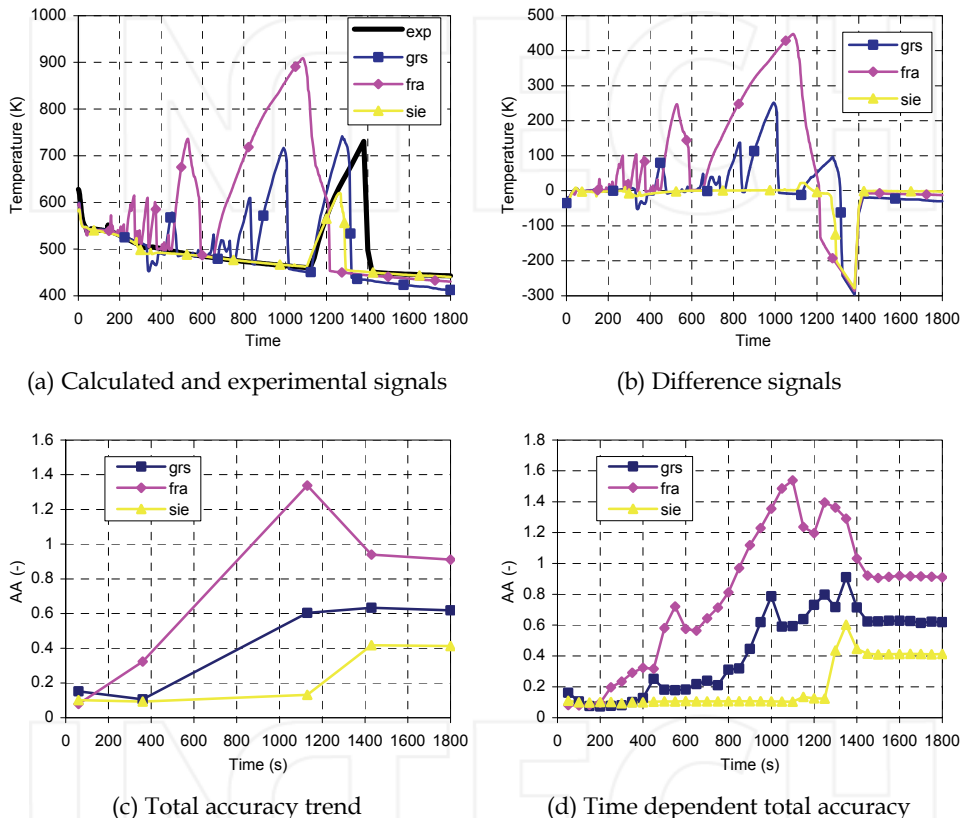 1000
900
800
700
600
500
400
Temperature (K)
0 200 400 600 800 1000 1200 1400 1600 1800
Time
exp
grs
fra
sie
(a) Calculated and experimental signals
500
400
300
200
100
0
-100
-200
-300
Temperature (K)
0 200 400 600 800 1000 1200 1400 1600 1800
Time
grs
fra
sie
(b) Difference signals
1.6
1.4
1.2
1
0.8
0.6
0.4
0.2
0
AA (-)
0 200 400 600 800 1000 1200 1400 1600 1800
Time (s)
grs
fra
sie
(c) Total accuracy trend
1.8
1.6
1.4
1.2
1
0.8
0.6
0.4
0.2
0
AA (-)
0 200 400 600 800 1000 1200 1400 1600 1800
Time (s)
grs
fra
sie
(d) Time dependent total accuracy